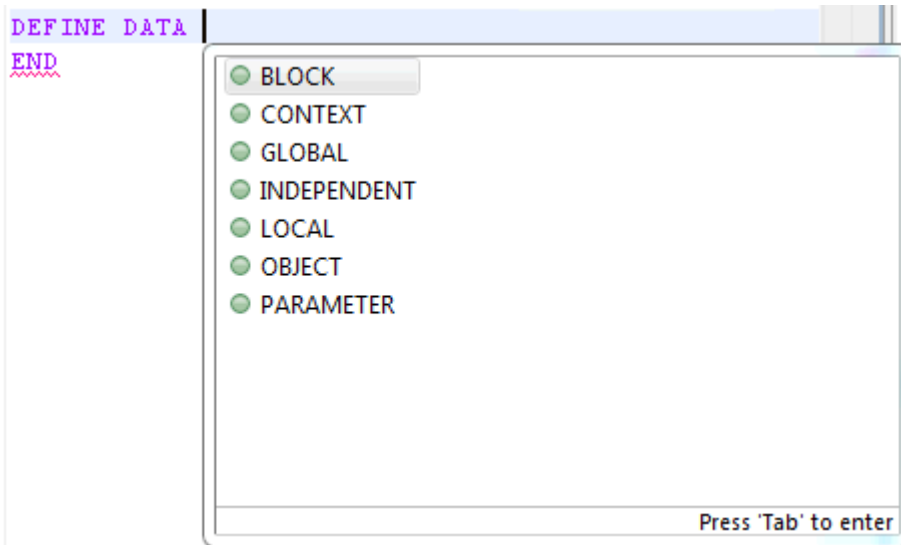 DEFINE DATA
END
BLOCK
CONTEXT
GLOBAL
INDEPENDENT
LOCAL
OBJECT
PARAMETER
Press 'Tab' to enter